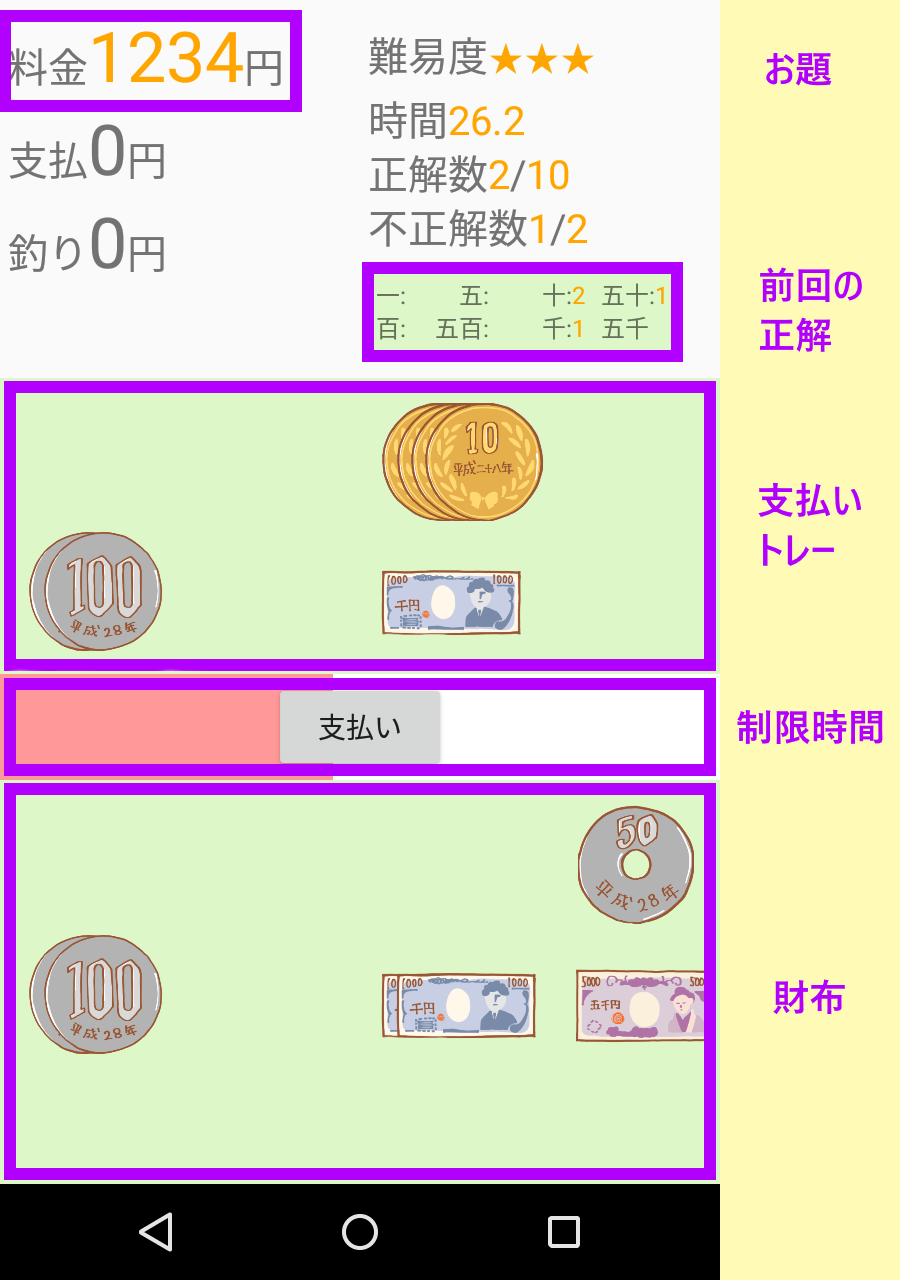 料金1234円
支払0円
釣り0円
難易度★★★
時間26.2
正解数2/10
不正解数1/2
一: 五: 十:2 五十:1
百: 五百: 千:1 五千
お題
前回の
正解
10
平成二十八年
100
平成28年
1000 1000
千円
支払い
トレー
支払い
制限時間
50
平成28年
100
平成28年
1000 1000
千円
5000 500
五千円
財布